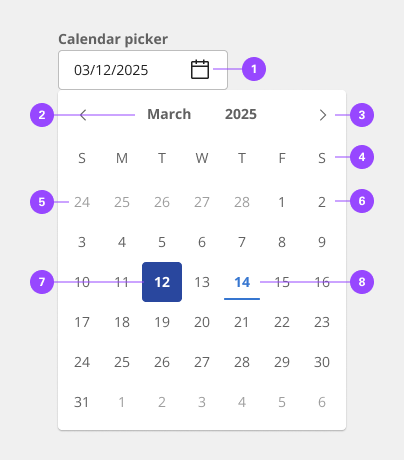 Calendar picker
03/12/2025
1
2 March 2025 3
S M T W T F S 4
5 24 25 26 27 28 1 2 6
3 4 5 6 7 8 9
7 10 11 12 13 14 15 16 8
17 18 19 20 21 22 23
24 25 26 27 28 29 30
31 1 2 3 4 5 6